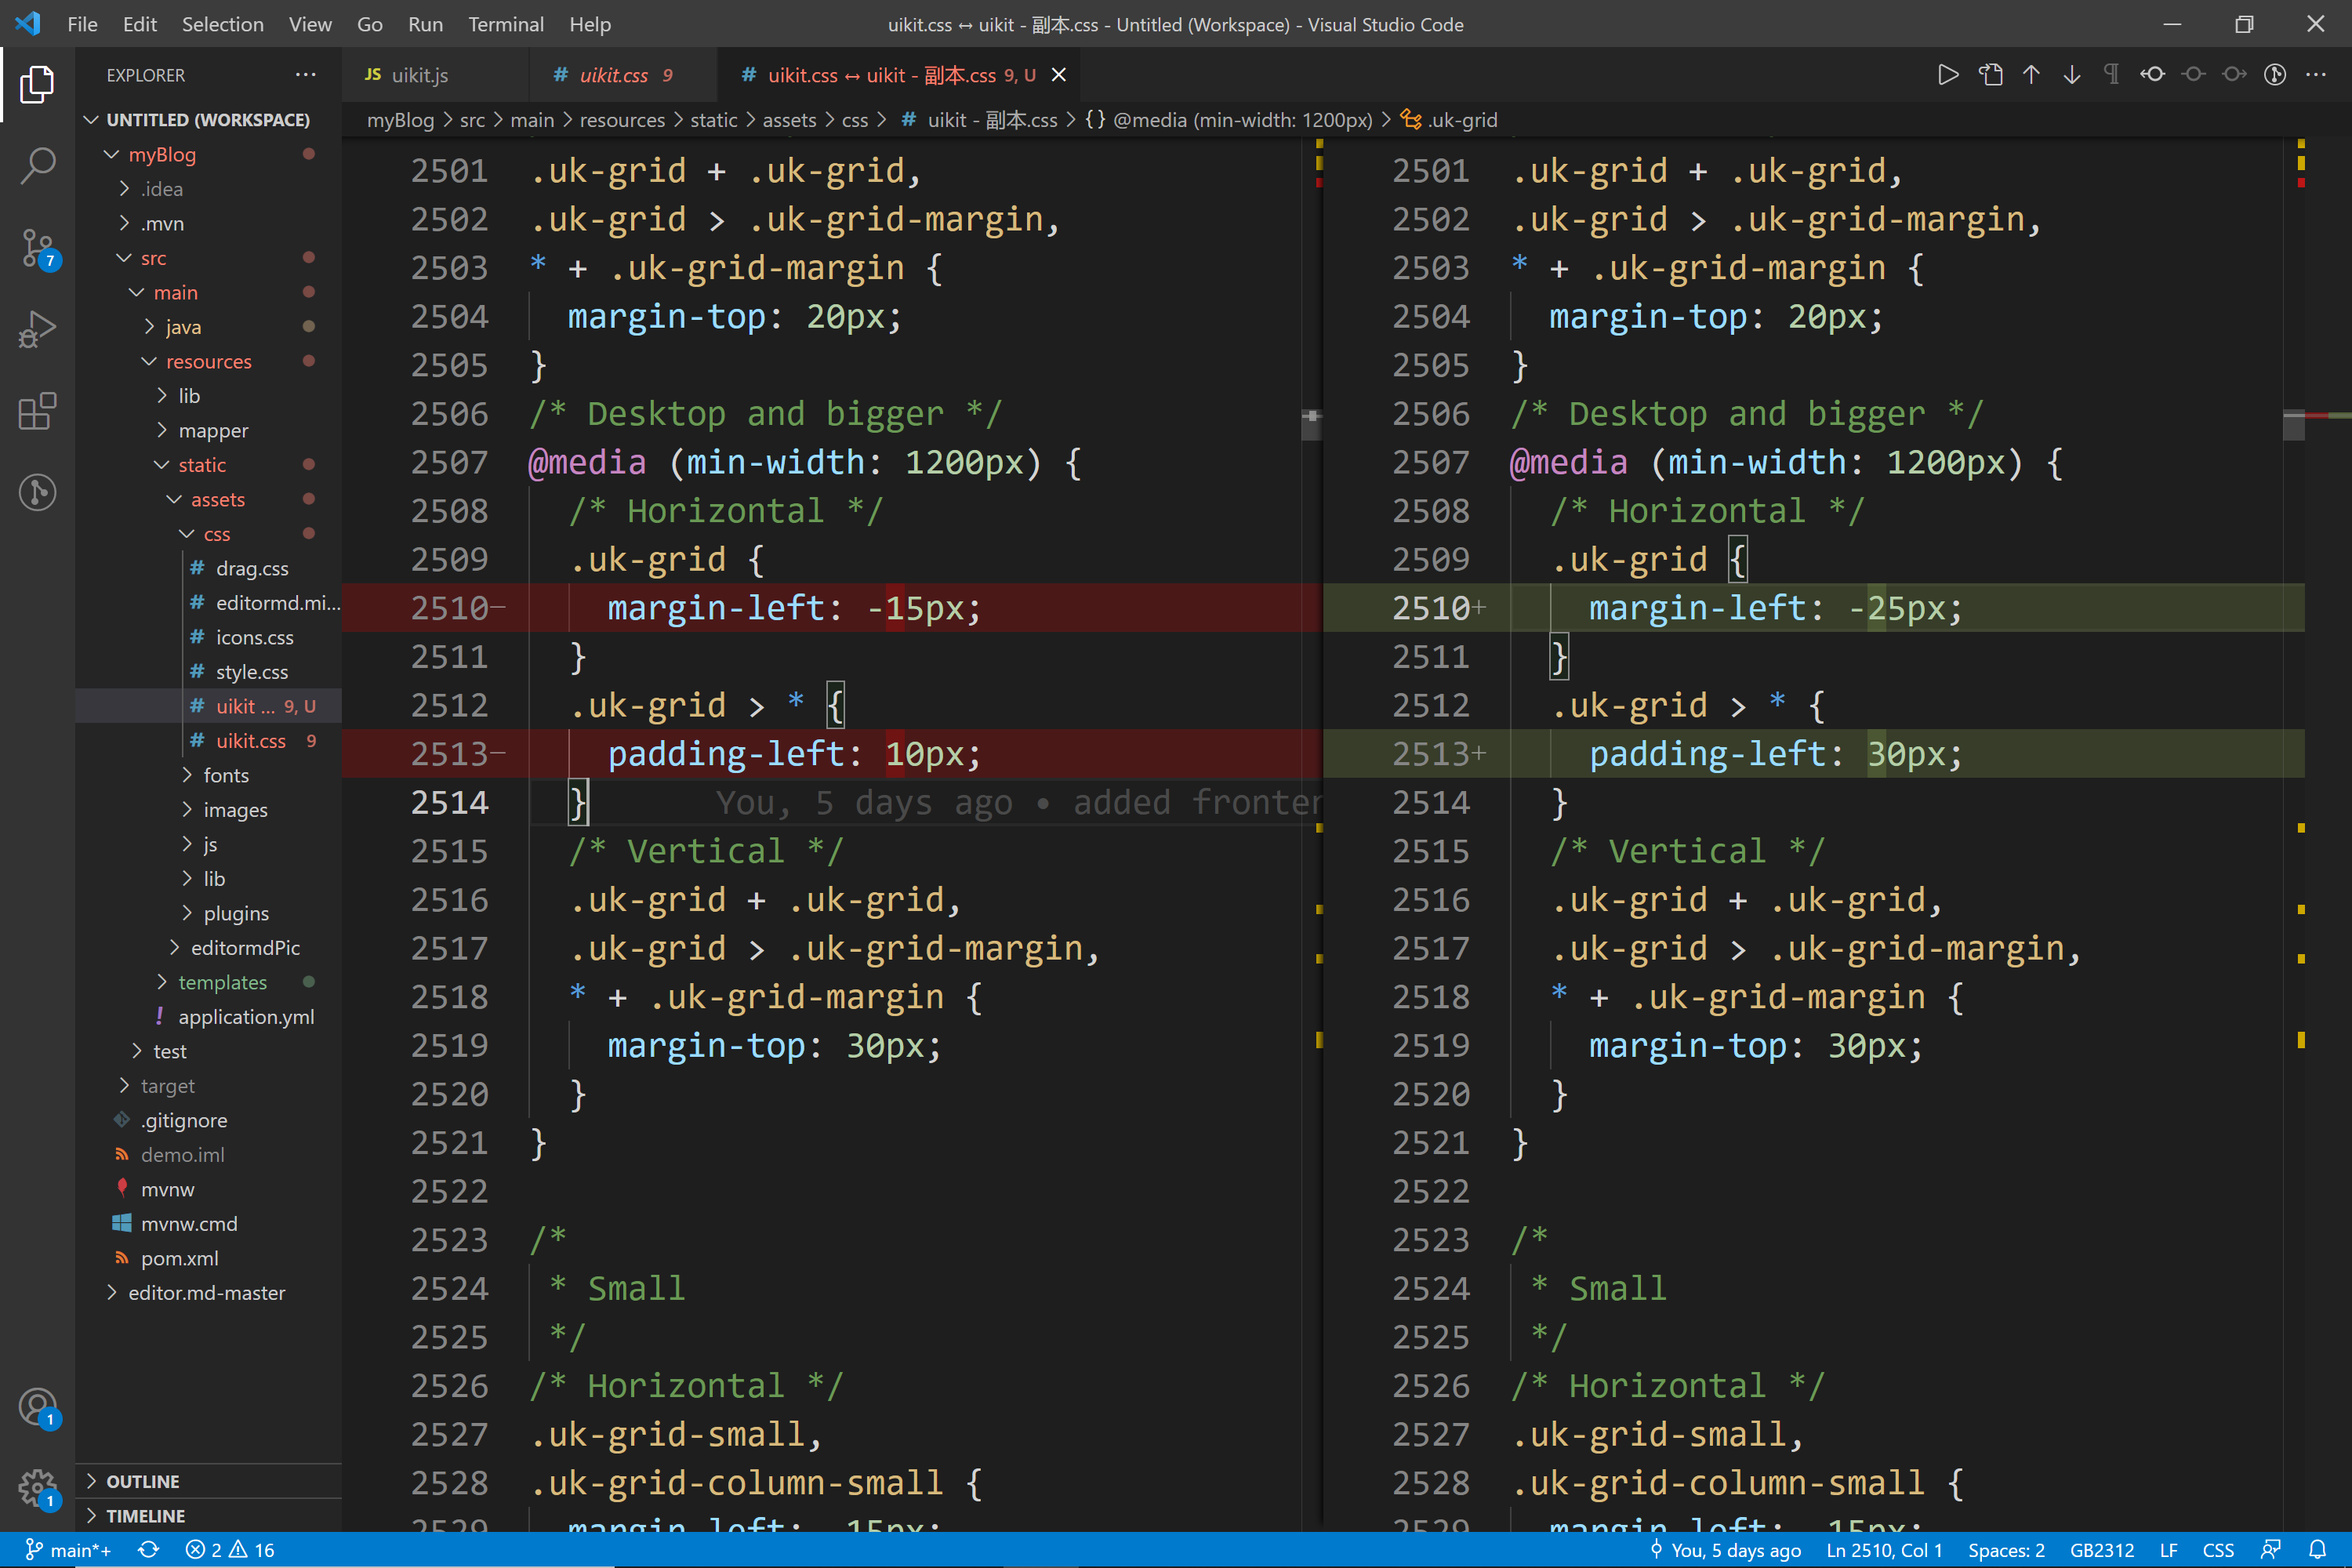 File Edit Selection View Go Run Terminal Help
uikit.css ↔ uikit - 副本.css - Untitled (Workspace) - Visual Studio Code
EXPLORER
JS uikit.js
# uikit.css 9
# uikit.css ↔ uikit - 副本.css 9, U
myBlog > src > main > resources > static > assets > css > # uikit - 副本.css > {} @media (min-width: 1200px) > .uk-grid
UNTITLED (WORKSPACE)
myBlog
.idea
.mvn
src
main
java
resources
lib
mapper
static
assets
css
# drag.css
# editormd.mi...
# icons.css
# style.css
# uikit ... 9, U
# uikit.css 9
fonts
images
js
lib
plugins
editormdPic
templates
! application.yml
test
target
.gitignore
demo.iml
mvnw
mvnw.cmd
pom.xml
editor.md-master
OUTLINE
TIMELINE
7
1
1
2501 .uk-grid + .uk-grid,
2502 .uk-grid > .uk-grid-margin,
2503 * + .uk-grid-margin {
2504 margin-top: 20px;
2505 }
2506 /* Desktop and bigger */
2507 @media (min-width: 1200px) {
2508 /* Horizontal */
2509 .uk-grid {
2510− margin-left: -15px;
2511 }
2512 .uk-grid > * {
2513− padding-left: 10px;
2514 } You, 5 days ago • added fronter
2515 /* Vertical */
2516 .uk-grid + .uk-grid,
2517 .uk-grid > .uk-grid-margin,
2518 * + .uk-grid-margin {
2519 margin-top: 30px;
2520 }
2521 }
2522
2523 /*
2524 * Small
2525 */
2526 /* Horizontal */
2527 .uk-grid-small,
2528 .uk-grid-column-small {
2529 margin-left: -15px;
2501 .uk-grid + .uk-grid,
2502 .uk-grid > .uk-grid-margin,
2503 * + .uk-grid-margin {
2504 margin-top: 20px;
2505 }
2506 /* Desktop and bigger */
2507 @media (min-width: 1200px) {
2508 /* Horizontal */
2509 .uk-grid {
2510+ margin-left: -25px;
2511 }
2512 .uk-grid > * {
2513+ padding-left: 30px;
2514 }
2515 /* Vertical */
2516 .uk-grid + .uk-grid,
2517 .uk-grid > .uk-grid-margin,
2518 * + .uk-grid-margin {
2519 margin-top: 30px;
2520 }
2521 }
2522
2523 /*
2524 * Small
2525 */
2526 /* Horizontal */
2527 .uk-grid-small,
2528 .uk-grid-column-small {
2529 margin-left: -15px;
main*+ 2 16 You, 5 days ago Ln 2510, Col 1 Spaces: 2 GB2312 LF CSS